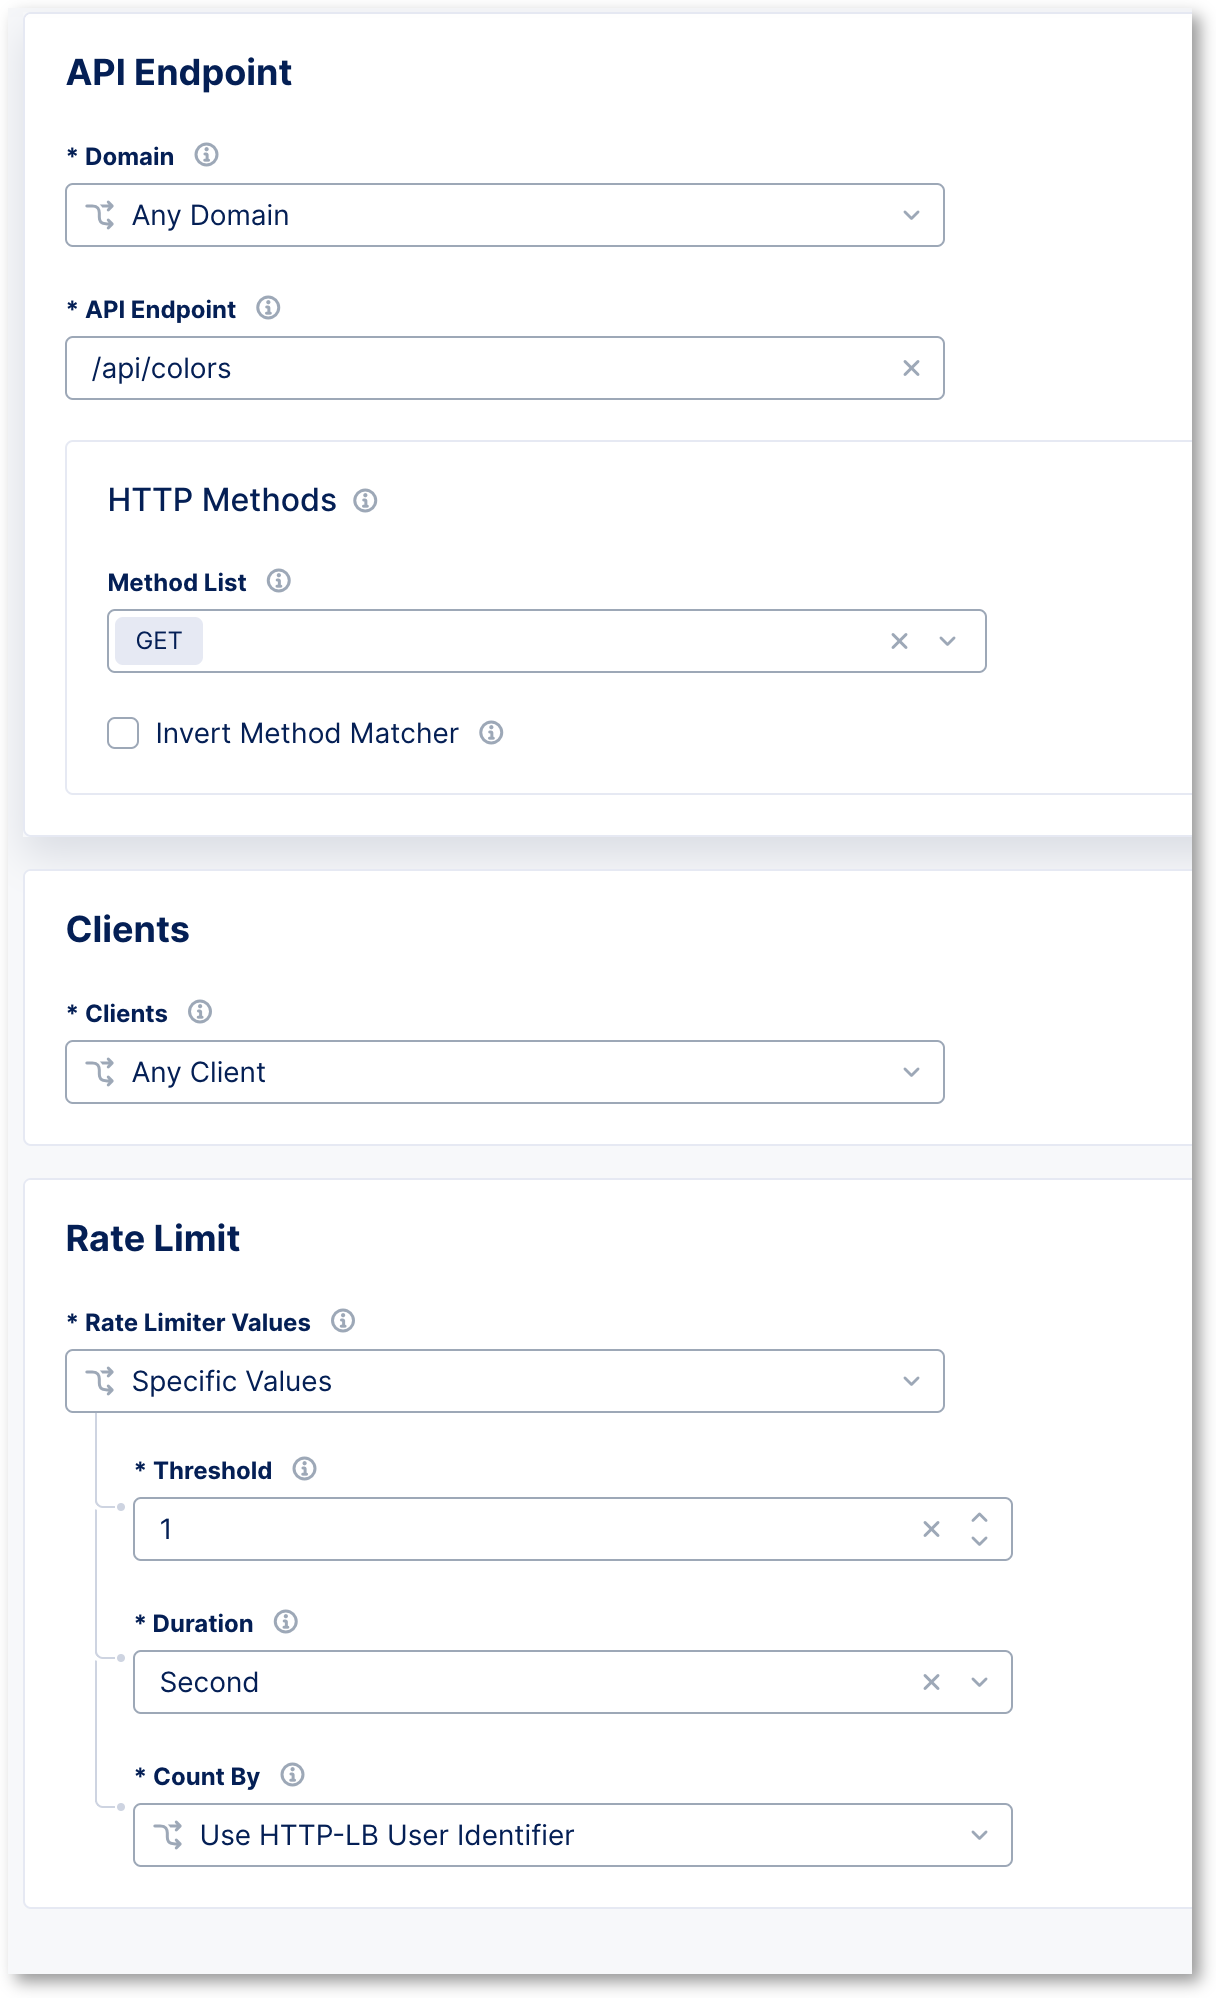 API Endpoint
* Domain
Any Domain
* API Endpoint
/api/colors
HTTP Methods
Method List
GET
Invert Method Matcher
Clients
* Clients
Any Client
Rate Limit
* Rate Limiter Values
Specific Values
* Threshold
1
* Duration
Second
* Count By
Use HTTP-LB User Identifier